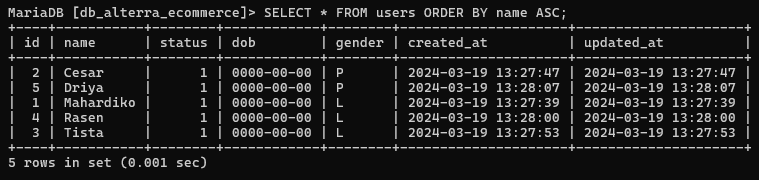 MariaDB [db_alterra_ecommerce]> SELECT * FROM users ORDER BY name ASC;
+----+-----------+--------+------------+--------+---------------------+---------------------+
| id | name      | status | dob        | gender | created_at          | updated_at          |
+----+-----------+--------+------------+--------+---------------------+---------------------+
|  2 | Cesar     |      1 | 0000-00-00 | P      | 2024-03-19 13:27:47 | 2024-03-19 13:27:47 |
|  5 | Driya     |      1 | 0000-00-00 | P      | 2024-03-19 13:28:07 | 2024-03-19 13:28:07 |
|  1 | Mahardiko |      1 | 0000-00-00 | L      | 2024-03-19 13:27:39 | 2024-03-19 13:27:39 |
|  4 | Rasen     |      1 | 0000-00-00 | L      | 2024-03-19 13:28:00 | 2024-03-19 13:28:00 |
|  3 | Tista     |      1 | 0000-00-00 | L      | 2024-03-19 13:27:53 | 2024-03-19 13:27:53 |
+----+-----------+--------+------------+--------+---------------------+---------------------+
5 rows in set (0.001 sec)